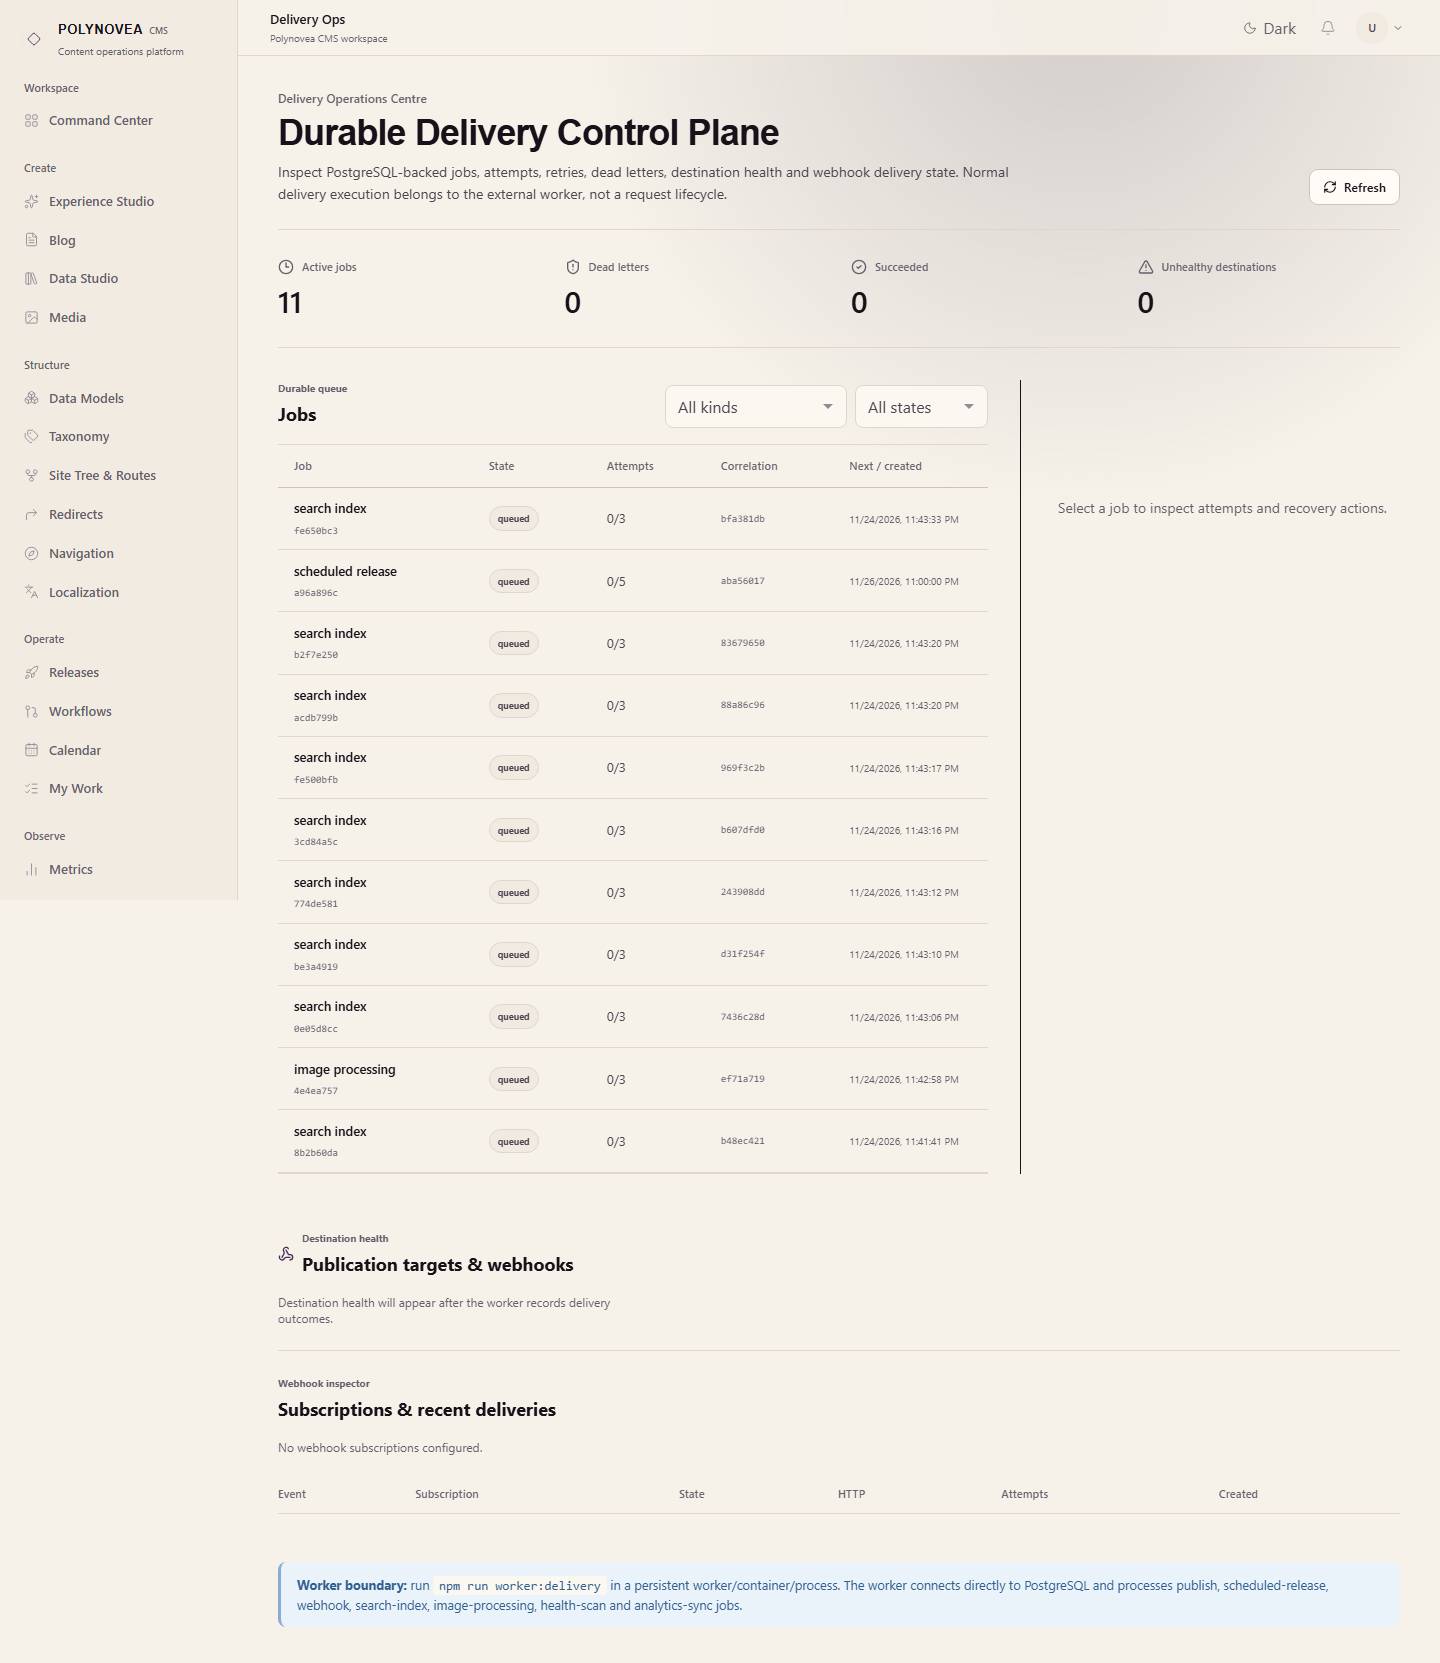 POLYNOVEA CMS
Content operations platform
Workspace
Command Center
Create
Experience Studio
Blog
Data Studio
Media
Structure
Data Models
Taxonomy
Site Tree & Routes
Redirects
Navigation
Localization
Operate
Releases
Workflows
Calendar
My Work
Observe
Metrics
Delivery Ops
Polynovea CMS workspace
Dark
U
Delivery Operations Centre
Durable Delivery Control Plane
Inspect PostgreSQL-backed jobs, attempts, retries, dead letters, destination health and webhook delivery state. Normal
delivery execution belongs to the external worker, not a request lifecycle.
Refresh
Active jobs
11
Dead letters
0
Succeeded
0
Unhealthy destinations
0
Durable queue
Jobs
All kinds
All states
Job State Attempts Correlation Next / created
search index
fe650bc3
queued 0/3 bfa381db 11/24/2026, 11:43:33 PM
scheduled release
a96a896c
queued 0/5 aba56017 11/26/2026, 11:00:00 PM
search index
b2f7e250
queued 0/3 83679650 11/24/2026, 11:43:20 PM
search index
acdb799b
queued 0/3 88a86c96 11/24/2026, 11:43:20 PM
search index
fe500bfb
queued 0/3 969f3c2b 11/24/2026, 11:43:17 PM
search index
3cd84a5c
queued 0/3 b607dfd0 11/24/2026, 11:43:16 PM
search index
774de581
queued 0/3 243908dd 11/24/2026, 11:43:12 PM
search index
be3a4919
queued 0/3 d31f254f 11/24/2026, 11:43:10 PM
search index
0e05d8cc
queued 0/3 7436c28d 11/24/2026, 11:43:06 PM
image processing
4e4ea757
queued 0/3 ef71a719 11/24/2026, 11:42:58 PM
search index
8b2b60da
queued 0/3 b48ec421 11/24/2026, 11:41:41 PM
Select a job to inspect attempts and recovery actions.
Destination health
Publication targets & webhooks
Destination health will appear after the worker records delivery
outcomes.
Webhook inspector
Subscriptions & recent deliveries
No webhook subscriptions configured.
Event Subscription State HTTP Attempts Created
Worker boundary: run npm run worker:delivery in a persistent worker/container/process. The worker connects directly to PostgreSQL and processes publish, scheduled-release,
webhook, search-index, image-processing, health-scan and analytics-sync jobs.